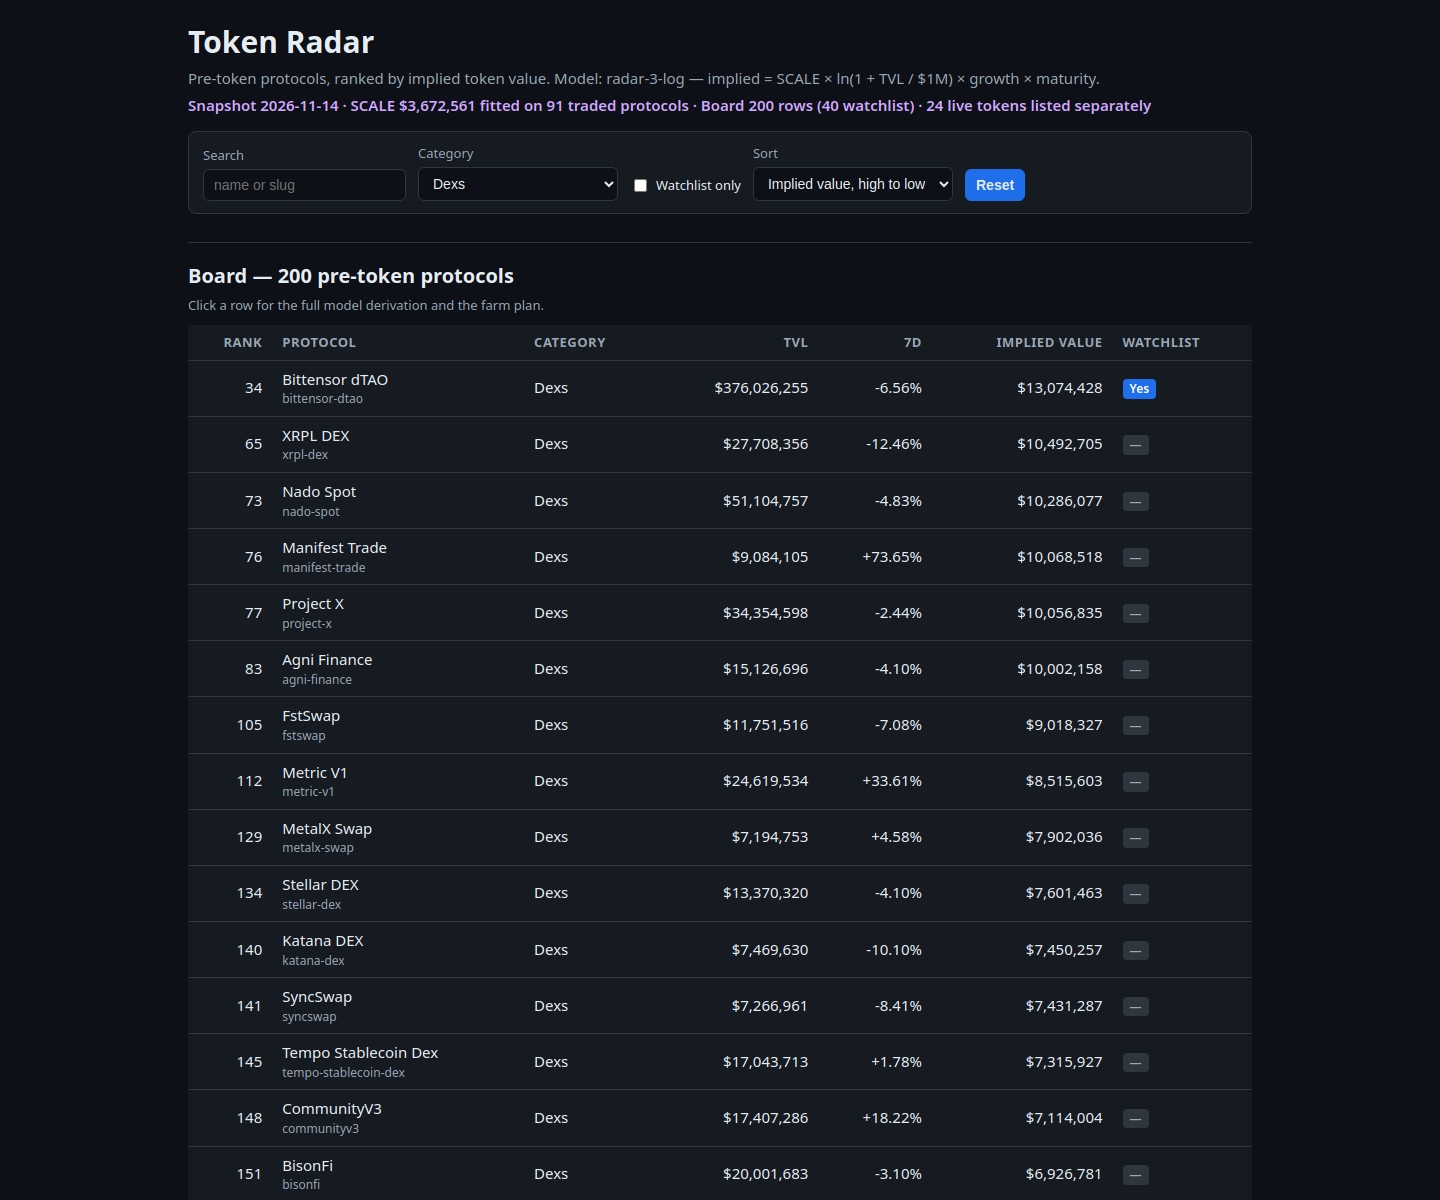 Token Radar
Pre-token protocols, ranked by implied token value. Model: radar-3-log — implied = SCALE × ln(1 + TVL / $1M) × growth × maturity.
Snapshot 2026-11-14 · SCALE $3,672,561 fitted on 91 traded protocols · Board 200 rows (40 watchlist) · 24 live tokens listed separately
Search
Category
Sort
name or slug
Dexs
Watchlist only
Implied value, high to low
Reset
Board — 200 pre-token protocols
Click a row for the full model derivation and the farm plan.
RANK PROTOCOL CATEGORY TVL 7D IMPLIED VALUE WATCHLIST
34 Bittensor dTAO Dexs $376,026,255 -6.56% $13,074,428 Yes
bittensor-dtao
65 XRPL DEX Dexs $27,708,356 -12.46% $10,492,705 —
xrpl-dex
73 Nado Spot Dexs $51,104,757 -4.83% $10,286,077 —
nado-spot
76 Manifest Trade Dexs $9,084,105 +73.65% $10,068,518 —
manifest-trade
77 Project X Dexs $34,354,598 -2.44% $10,056,835 —
project-x
83 Agni Finance Dexs $15,126,696 -4.10% $10,002,158 —
agni-finance
105 FstSwap Dexs $11,751,516 -7.08% $9,018,327 —
fstswap
112 Metric V1 Dexs $24,619,534 +33.61% $8,515,603 —
metric-v1
129 MetalX Swap Dexs $7,194,753 +4.58% $7,902,036 —
metalx-swap
134 Stellar DEX Dexs $13,370,320 -4.10% $7,601,463 —
stellar-dex
140 Katana DEX Dexs $7,469,630 -10.10% $7,450,257 —
katana-dex
141 SyncSwap Dexs $7,266,961 -8.41% $7,431,287 —
syncswap
145 Tempo Stablecoin Dex Dexs $17,043,713 +1.78% $7,315,927 —
tempo-stablecoin-dex
148 CommunityV3 Dexs $17,407,286 +18.22% $7,114,004 —
communityv3
151 BisonFi Dexs $20,001,683 -3.10% $6,926,781 —
bisonfi